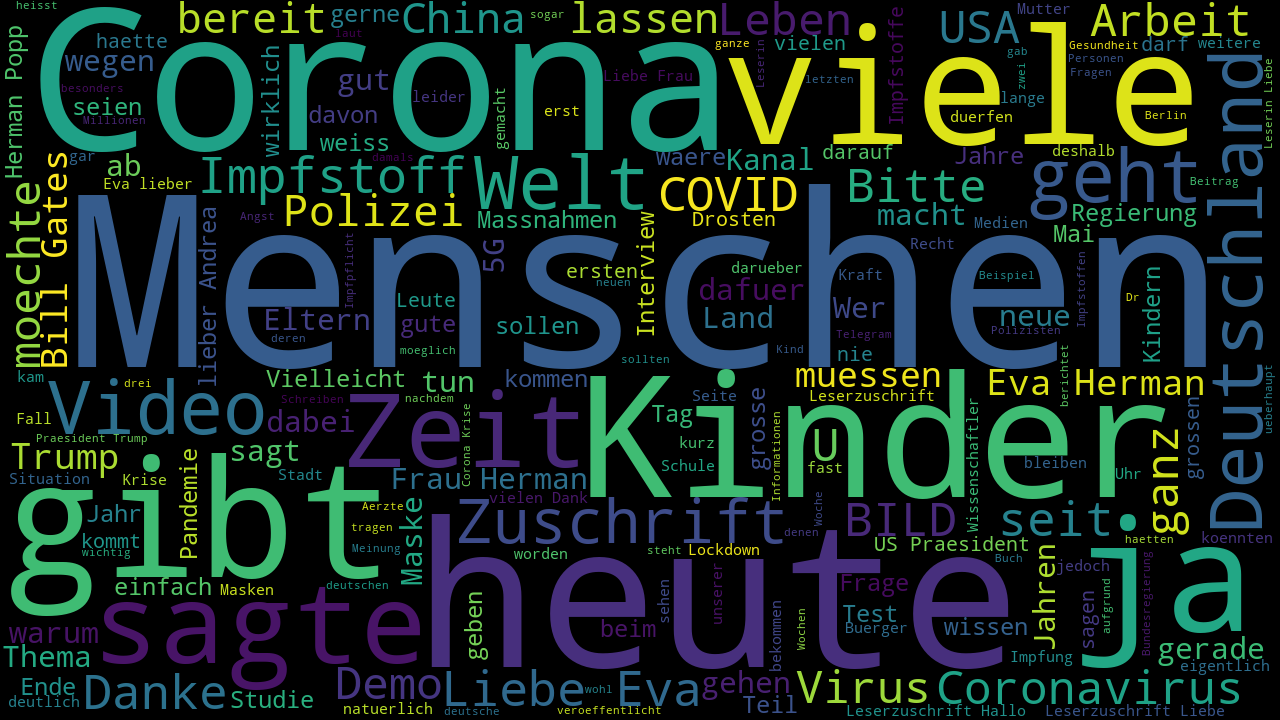 heisst
sogar
Mutter
bereit
gerne
China
lassen
Leben
USA
Arbeit
Corona
viele
haette
wegen
laut
ganze
vielen
Impfstoffe
gab
Gesundheit
darf
weitere
Herman Popp
besonders
seien
Millionen
wirklich
gut
davon
weiss
leider
gemacht
erst
Liebe Frau
Leserin
letzten
zwei
Personen
Fragen
lange
duerfen
Berlin
Deutschland
Leserin Liebe
gar
ab
Eva lieber
damals
Impfstoff
Welt
waere
Kanal
darauf
Jahre
deshalb
geht
Beitrag
COVID
Bitte
moechte
Bill Gates
Menschen
lieber Andrea
Angst
Polizei
Massnahmen
Drosten
macht
Medien
Regierung
Mai
Impfpflicht
5G
Interview
ersten
neuen
darueber
Recht
Kraft
Beispiel
Impfstoffen
Leute
dafuer
Dr
Eltern
gute
sollen
Land
Wer
neue
Kindern
deren
moeglich
sollten
Kind
Telegram
nie
Polizisten
berichtet
ueberhaupt
kam
drei
Video
Vielleicht
tun
kommen
muessen
Eva Herman
Fall
Schreiben
nachdem
Zeit
Kinder
Seite
Leserzuschrift
dabei
Corona Krise
Tag
grosse
Informationen
U
grossen
Praesident Trump
Trump
sagt
kurz
fast
Wissenschaftler
ganz
Situation
Krise
Pandemie
Stadt
Frau Herman
Schule
bleiben
Uhr
gibt
Jahr
Aerzte
Maske
vielen Dank
Zuschrift
denen
Woche
BILD
seit
ja
kommt
wichtig
tragen
Meinung
heute
worden
steht
Lockdown
US Praesident
Buch
haetten
koennten
einfach
Masken
deutschen
sagte
geben
sehen
unserer
Frage
Jahren
jedoch
sagen
aufgrund
Bundesregierung
warum
beim
bekommen
Wochen
Test
Buerger
wissen
Thema
Impfung
gerade
eigentlich
Ende
deutlich
Danke
Studie
Demo
natuerlich
Liebe
deutsche
wohl
veroeffentlicht
Eva
gehen
Teil
Virus
Coronavirus
Leserzuschrift Hallo
Leserzuschrift Liebe